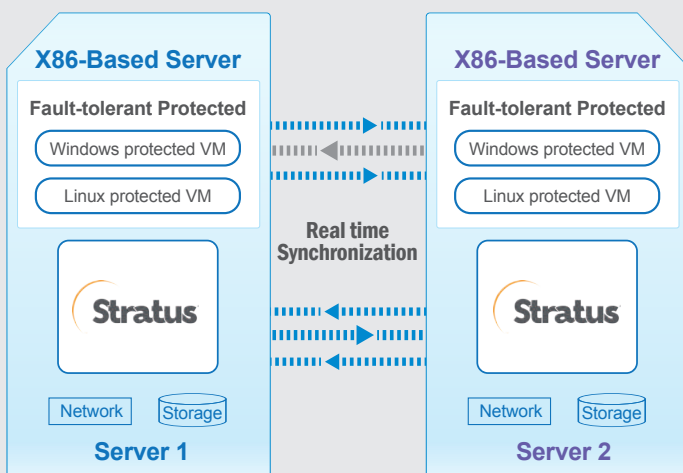 X86-Based Server
Fault-tolerant Protected
Windows protected VM
Linux protected VM
Stratus
Network
Storage
Server 1
Real time
Synchronization
X86-Based Server
Fault-tolerant Protected
Windows protected VM
Linux protected VM
Stratus
Network
Storage
Server 2